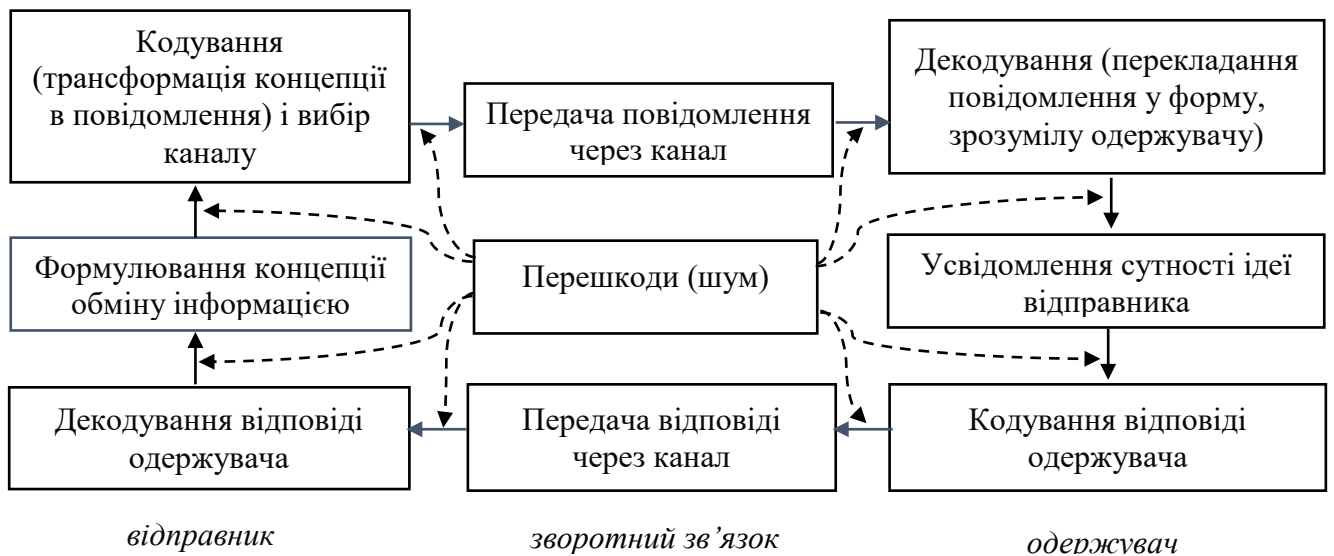 Кодування
(трансформація концепції
в повідомлення) і вибір
каналу
Передача повідомлення
через канал
Декодування (перекладання
повідомлення у форму,
зрозумілу одержувачу)
Формулювання концепції
обміну інформацією
Перешкоди (шум)
Усвідомлення сутності ідеї
відправника
Декодування відповіді
одержувача
Передача відповіді
через канал
Кодування відповіді
одержувача
відправник
зворотний зв’язок
одержувач